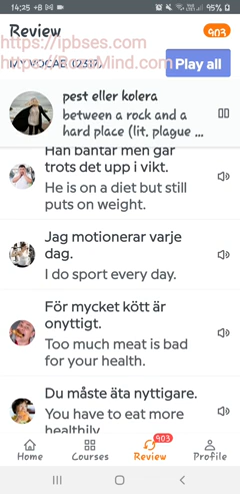 14:25
45%
Review
903
https://ipbses.com
MY VOCAB (2319)
Play all
pest eller kolera
between a rock and a
hard place (lit. plague ...
Han bantar men går
trots det upp i vikt.
He is on a diet but still
puts on weight.
Jag motionerar varje
dag.
I do sport every day.
För mycket kött är
onyttigt.
Too much meat is bad
for your health.
Du måste äta nyttigare.
You have to eat more
healthily.
903
Home
Courses
Review
Profile